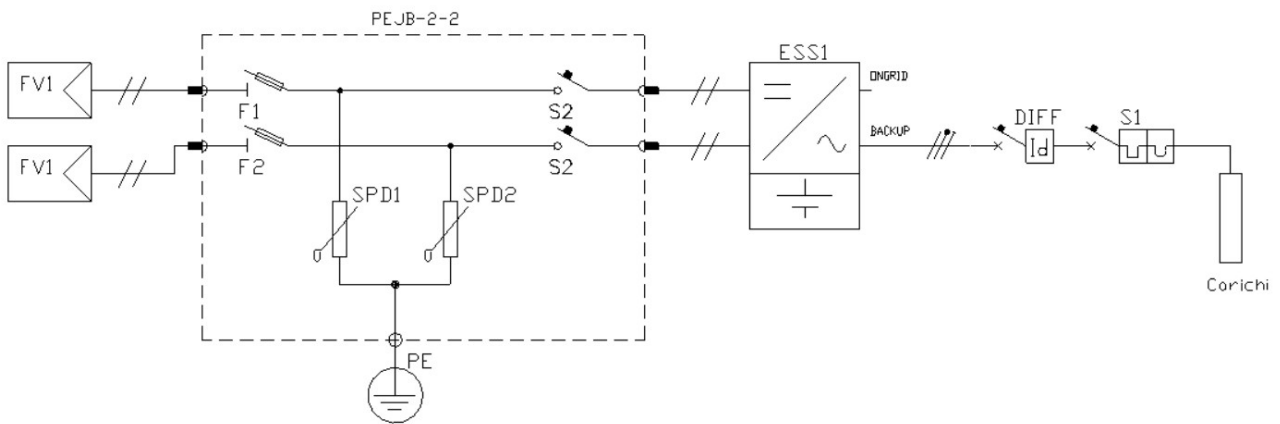 PEJB-2-2
ESS1
FV1
F1
S2
ONGRID
BACKUP
DIFF
S1
FV1
F2
S2
Id
SPD1
SPD2
Carichi
PE